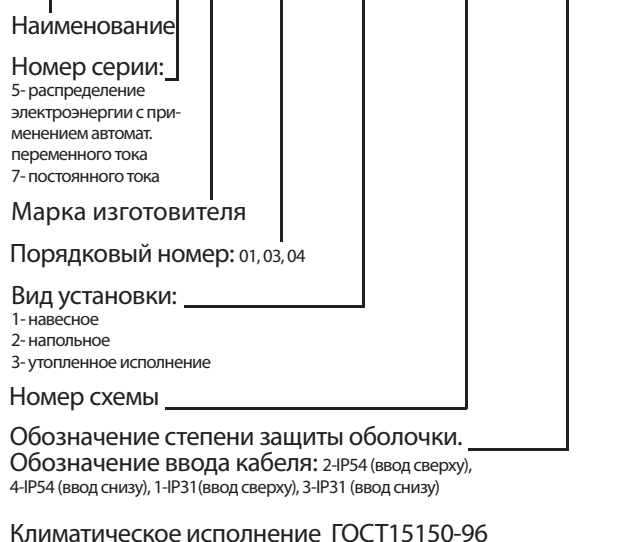 Наименование
Номер серии:
5- распределение
электроэнергии с при-
менением автомат.
переменного тока
7- постоянного тока
Марка изготовителя
Порядковый номер: 01, 03, 04
Вид установки:
1- навесное
2- напольное
3- утопленное исполнение
Номер схемы
Обозначение степени защиты оболочки.
Обозначение ввода кабеля: 2-IP54 (ввод сверху),
4-IP54 (ввод снизу), 1-IP31(ввод сверху), 3-IP31 (ввод снизу)
Климатическое исполнение ГОСТ15150-96